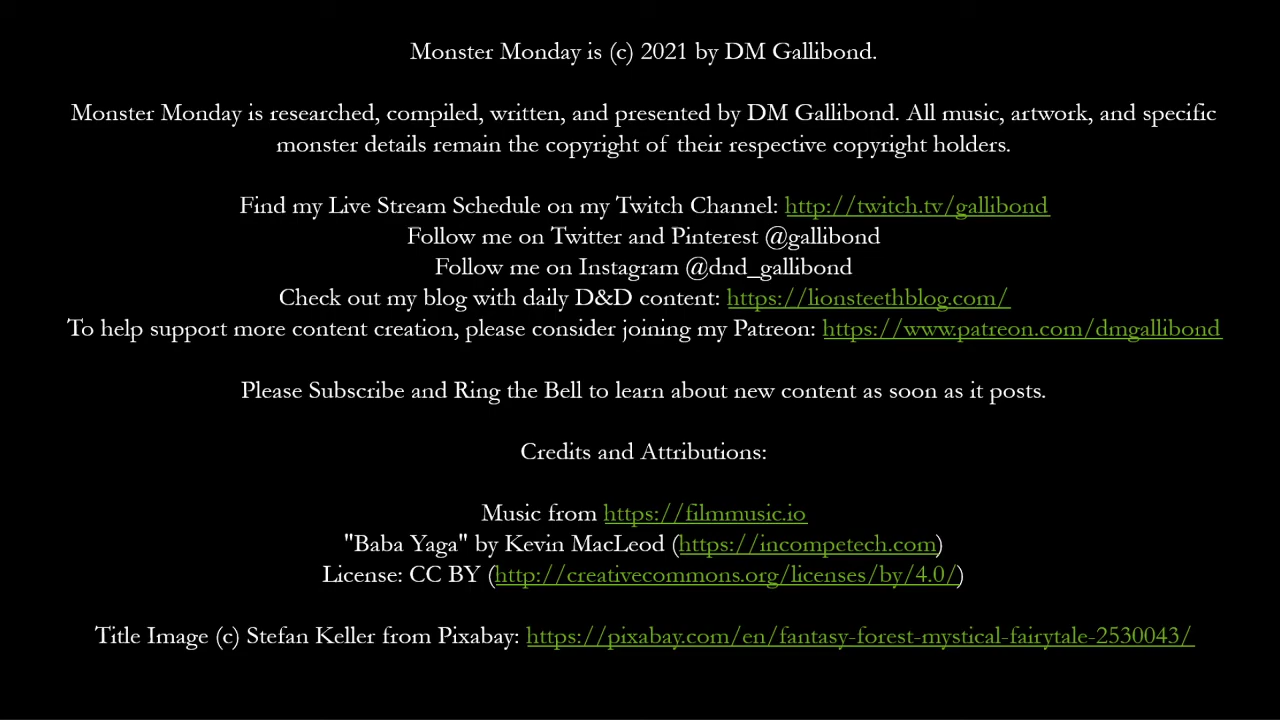 Monster Monday is (c) 2021 by DM Gallibond.
Monster Monday is researched, compiled, written, and presented by DM Gallibond. All music, artwork, and specific
monster details remain the copyright of their respective copyright holders.
Find my Live Stream Schedule on my Twitch Channel: http://twitch.tv/gallibond
Follow me on Twitter and Pinterest @gallibond
Follow me on Instagram @dnd_gallibond
Check out my blog with daily D&D content: https://lionsteethblog.com/
To help support more content creation, please consider joining my Patreon: https://www.patreon.com/dmgallibond
Please Subscribe and Ring the Bell to learn about new content as soon as it posts.
Credits and Attributions:
Music from https://filmmusic.io
"Baba Yaga" by Kevin MacLeod (https://incompetech.com)
License: CC BY (http://creativecommons.org/licenses/by/4.0/)
Title Image (c) Stefan Keller from Pixabay: https://pixabay.com/en/fantasy-forest-mystical-fairytale-2530043/